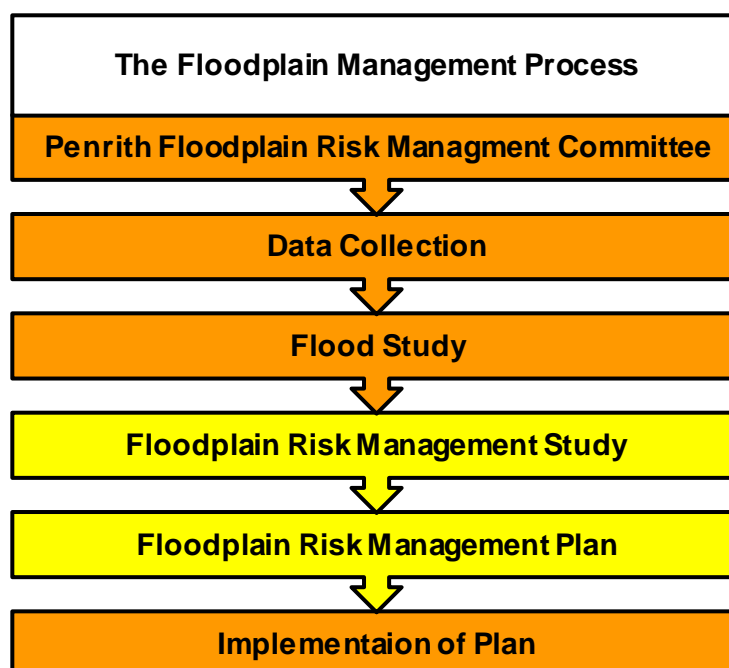 The Floodplain Management Process
Penrith Floodplain Risk Managment Committee
Data Collection
Flood Study
Floodplain Risk Management Study
Floodplain Risk Management Plan
Implementaion of Plan